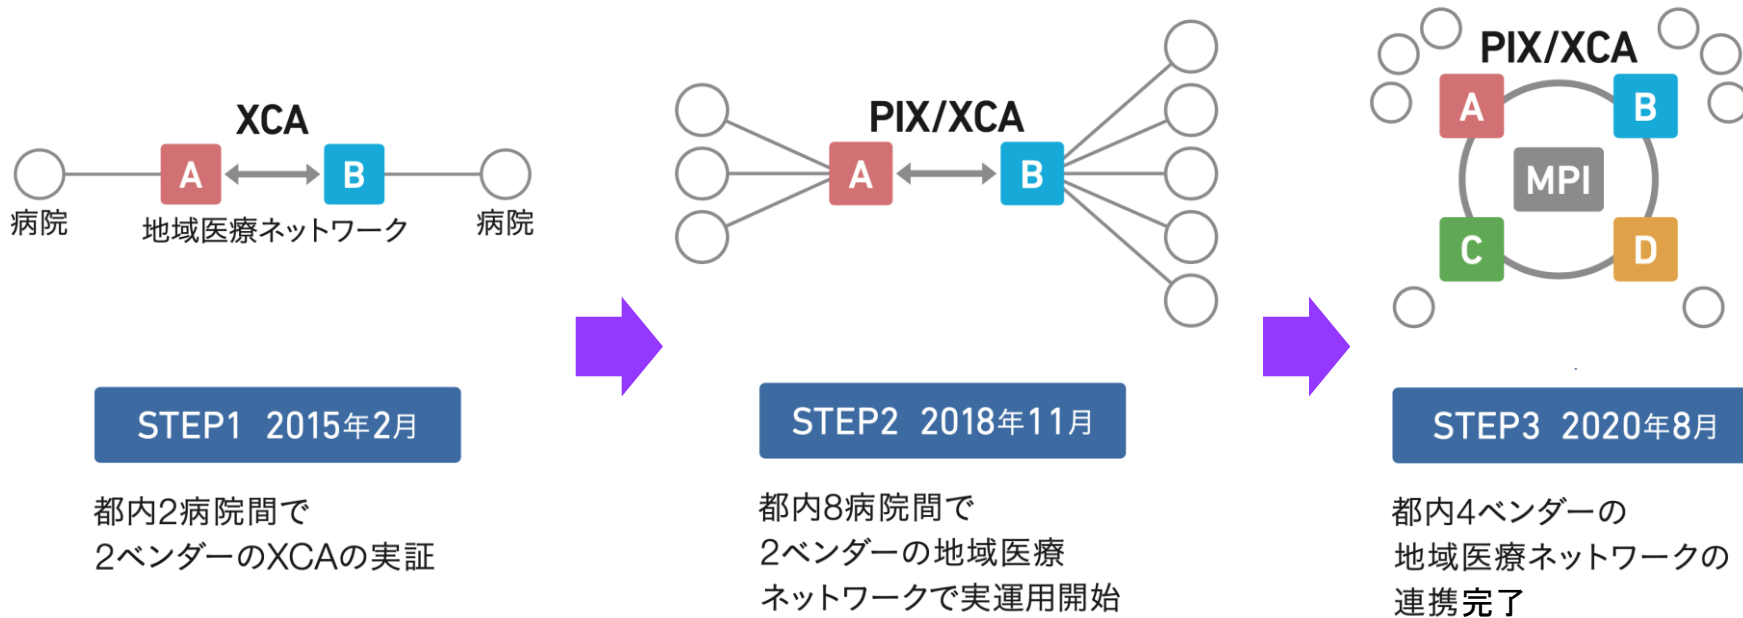 XCA
A
B
病院
地域医療ネットワーク
病院
STEP1 2015年2月
都内2病院間で
2ベンダーのXCAの実証
PIX/XCA
A
B
STEP2 2018年11月
都内8病院間で
2ベンダーの地域医療
ネットワークで実運用開始
PIX/XCA
A
B
MPI
C
D
STEP3 2020年8月
都内4ベンダーの
地域医療ネットワークの
連携完了